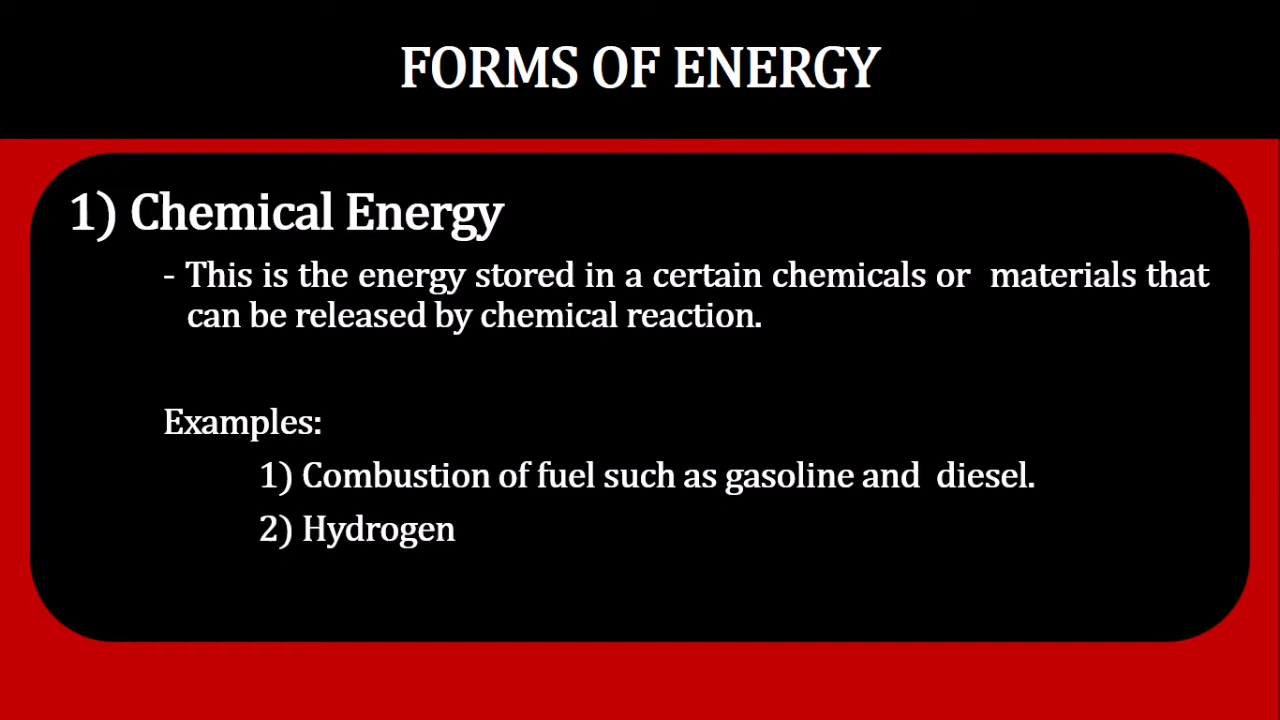 FORMS OF ENERGY
1) Chemical Energy
- This is the energy stored in a certain chemicals or  materials that
can be released by chemical reaction.
Examples:
1) Combustion of fuel such as gasoline and  diesel.
2) Hydrogen